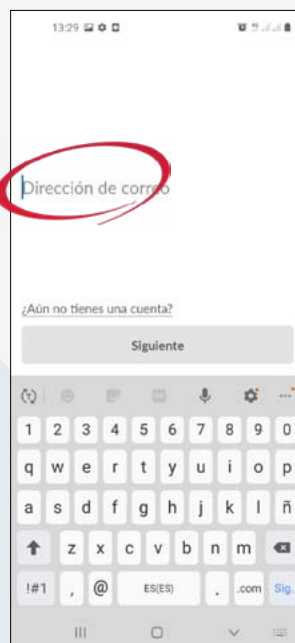 13:29
Dirección de correo
¿Aún no tienes una cuenta?
Siguiente
1 2 3 4 5 6 7 8 9 0
q w e r t y u i o p
a s d f g h j k l ñ
z x c v b n m
!#1 , @ ES(ES) . .com Sig.